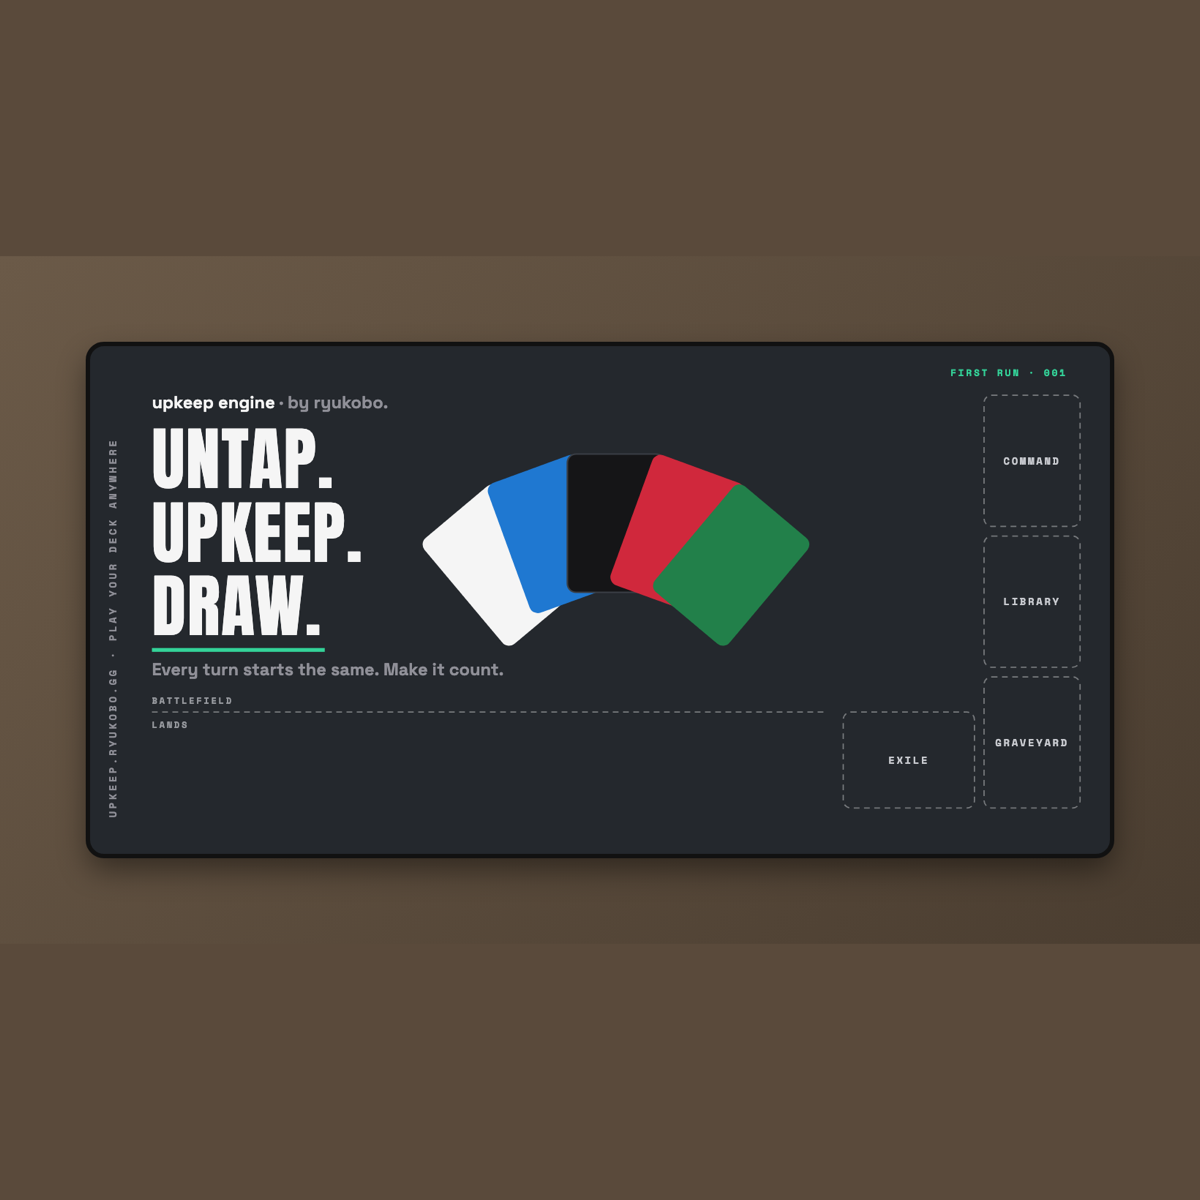 FIRST RUN · 001
upkeep engine · by ryukobo.
UNTAP.
UPKEEP.
DRAW.
Every turn starts the same. Make it count.
BATTLEFIELD
LANDS
COMMAND
LIBRARY
GRAVEYARD
EXILE
UPKEEP.RYUKOBO.GG · PLAY YOUR DECK ANYWHERE